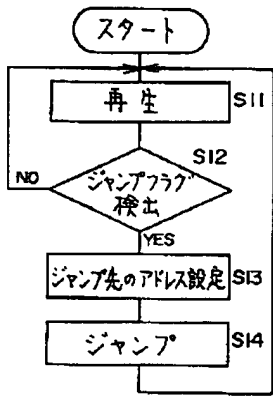 スタート
再生 S11
S12
ジャンプフラグ
検出
NO
YES
ジャンプ先のアドレス設定 S13
ジャンプ S14